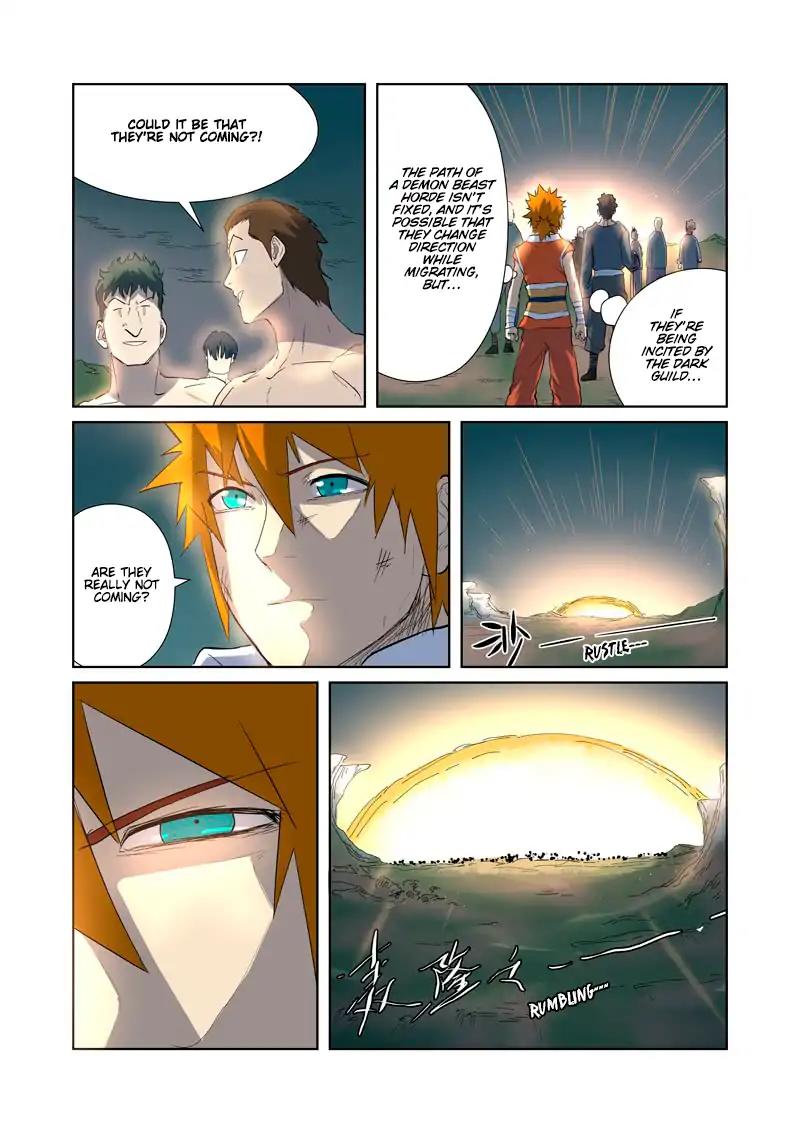 COULD IT BE THAT
THEY'RE NOT COMING?!
THE PATH OF
A DEMON BEAST
HORDE ISN'T
FIXED, AND IT'S
POSSIBLE THAT
THEY CHANGE
DIRECTION
WHILE
MIGRATING,
BUT...
IF
THEY'RE
BEING
INCITED BY
THE DARK
GUILD...
ARE THEY
REALLY NOT
COMING?
RUSTLE---
隆
RUMBLING---